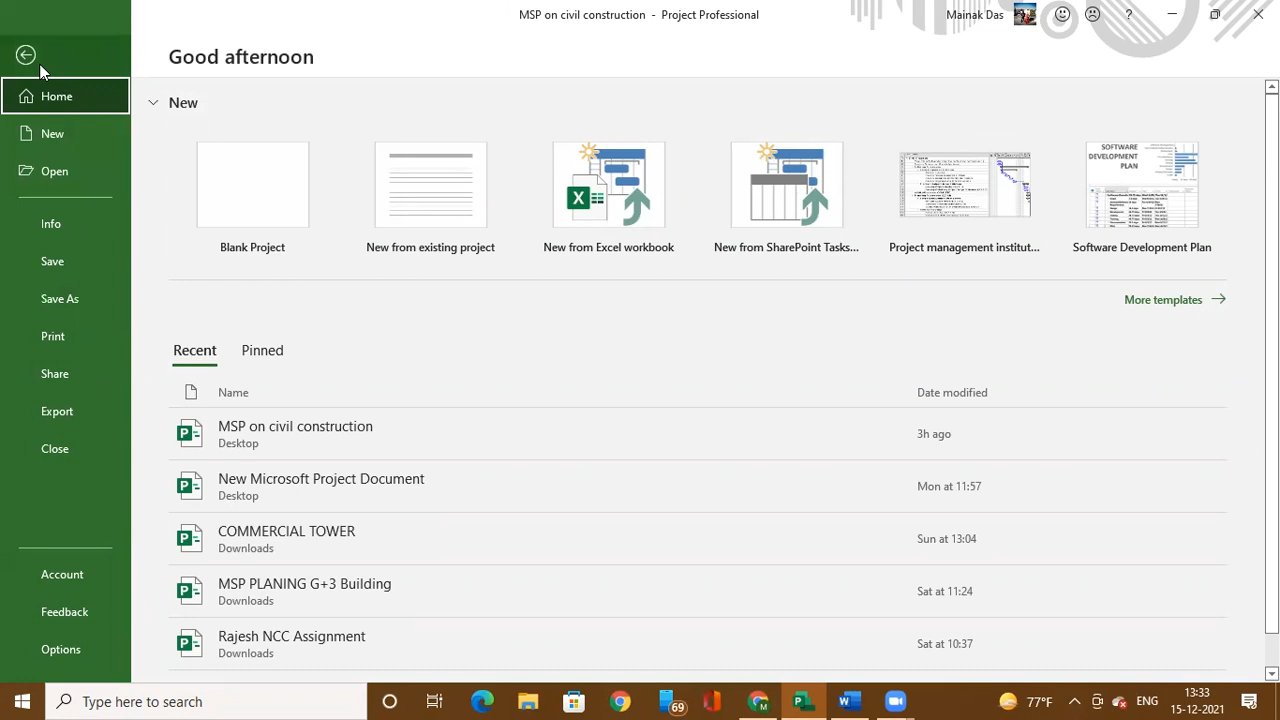 MSP on civil construction - Project Professional
Mainak Das
?
Good afternoon
Home
New
Open
Info
Save
Save As
Print
Share
Export
Close
Account
Feedback
Options
New
SOFTWARE
DEVELOPMENT
PLAN
Blank Project
New from existing project
New from Excel workbook
New from SharePoint Tasks...
Project management institut...
Software Development Plan
More templates
Recent
Pinned
Name
Date modified
MSP on civil construction
Desktop
3h ago
New Microsoft Project Document
Desktop
Mon at 11:57
COMMERCIAL TOWER
Downloads
Sun at 13:04
MSP PLANING G+3 Building
Downloads
Sat at 11:24
Rajesh NCC Assignment
Downloads
Sat at 10:37
Type here to search
69
77°F
ENG
13:33
15-12-2021